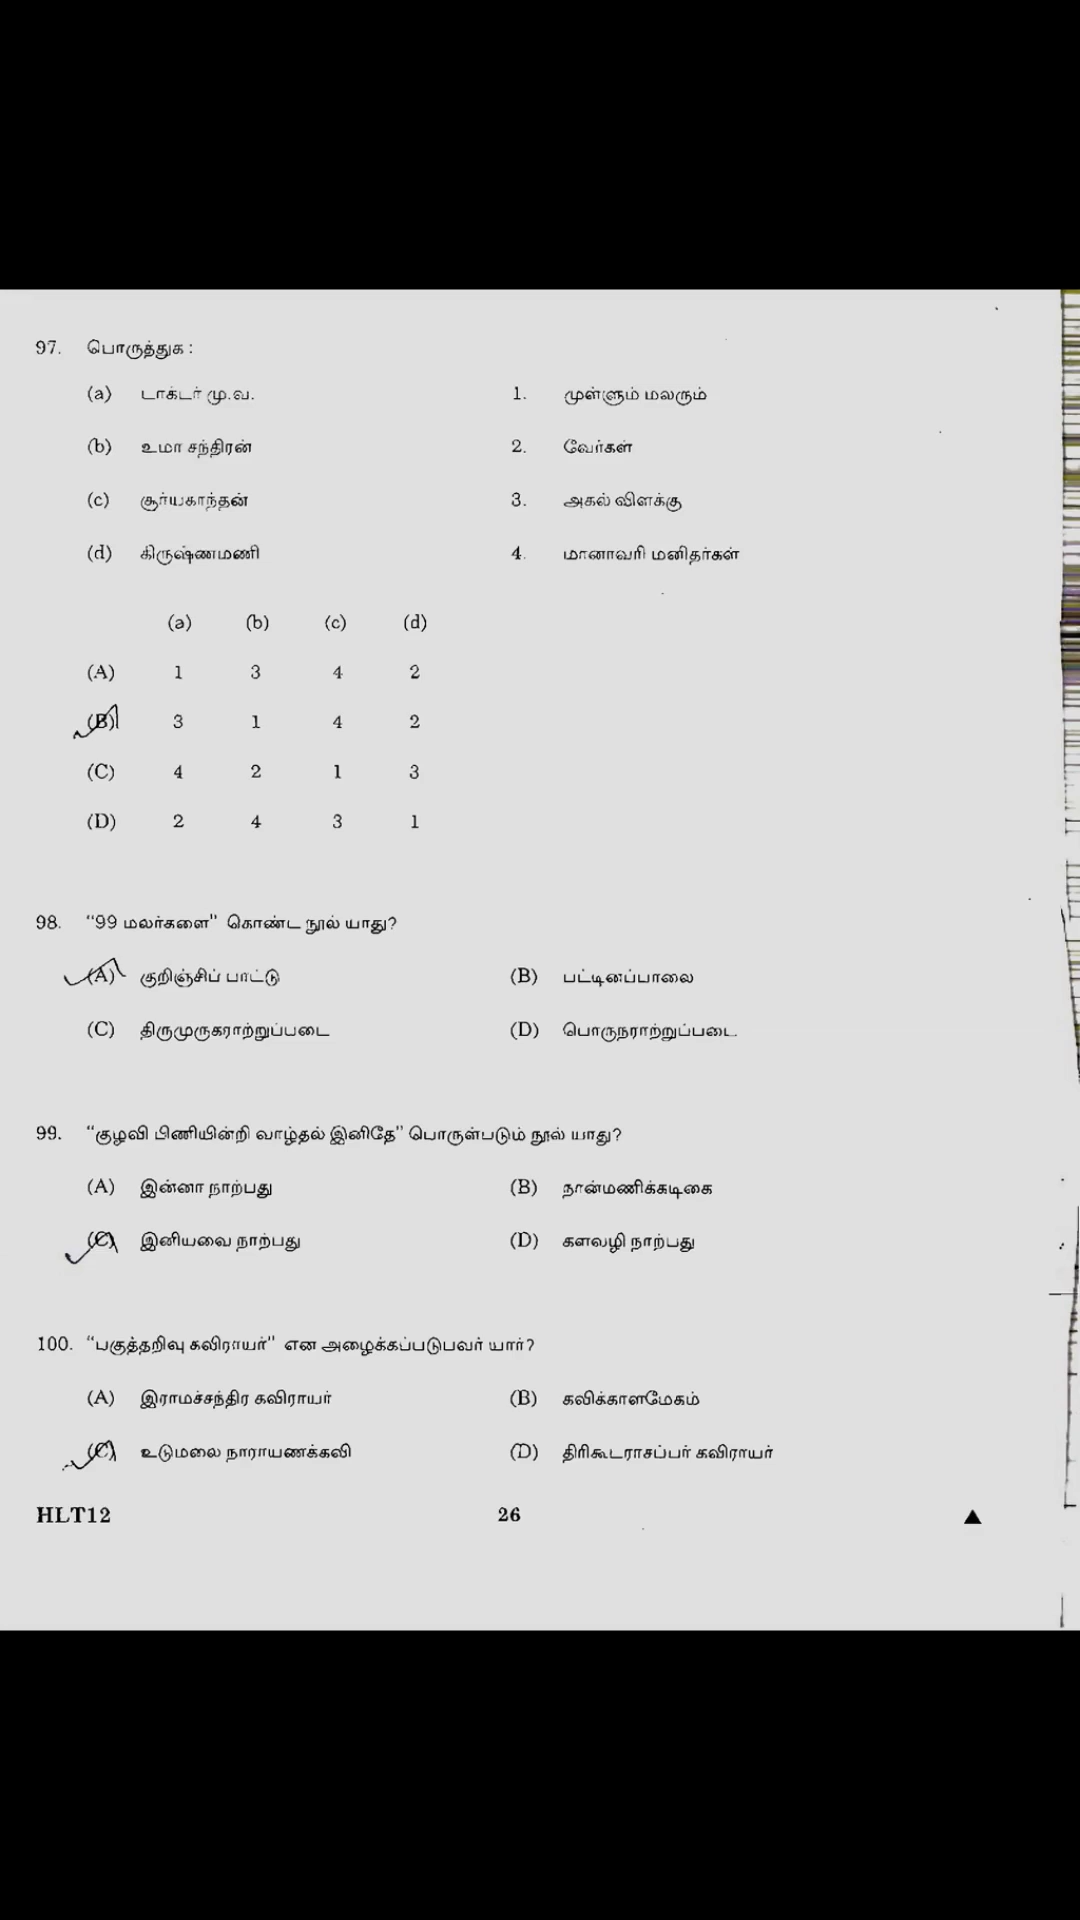 97. பொருத்துக :
(a) டாக்டர் மு.வ. 1. முள்ளும் மலரும்
(b) உமா சந்திரன் 2. வேர்கள்
(c) சூர்யகாந்தன் 3. அகல் விளக்கு
(d) கிருஷ்ணமணி 4. மானாவரி மனிதர்கள்
(a) (b) (c) (d)
(A) 1 3 4 2
(B) 3 1 4 2
(C) 4 2 1 3
(D) 2 4 3 1
98. “99 மலர்களை” கொண்ட நூல் யாது?
(A) குறிஞ்சிப் பாட்டு (B) பட்டினப்பாலை
(C) திருமுருகராற்றுப்படை (D) பொருநராற்றுப்படை
99. “குழவி பிணியின்றி வாழ்தல் இனிதே” பொருள்படும் நூல் யாது?
(A) இன்னா நாற்பது (B) நான்மணிக்கடிகை
(C) இனியவை நாற்பது (D) களவழி நாற்பது
100. “பகுத்தறிவு கவிராயர்” என அழைக்கப்படுபவர் யார்?
(A) இராமச்சந்திர கவிராயர் (B) கவிக்காளமேகம்
(C) உடுமலை நாராயணக்கவி (D) திரிகூடராசப்பர் கவிராயர்
HLT12 26